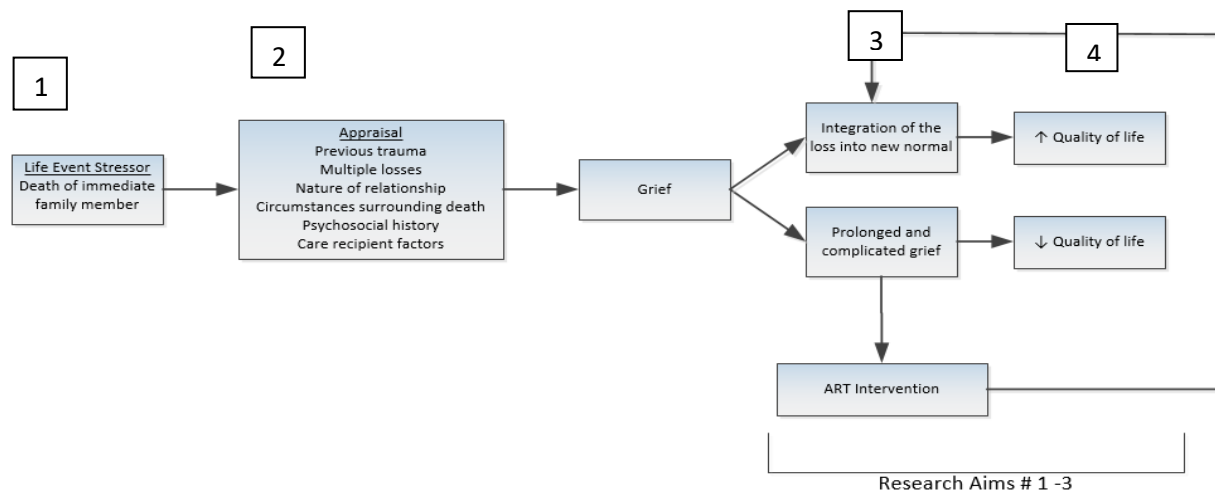 1
2
3
4
Life Event Stressor
Death of immediate
family member
Appraisal
Previous trauma
Multiple losses
Nature of relationship
Circumstances surrounding death
Psychosocial history
Care recipient factors
Grief
Integration of the
loss into new normal
↑ Quality of life
Prolonged and
complicated grief
↓ Quality of life
ART Intervention
Research Aims # 1 -3